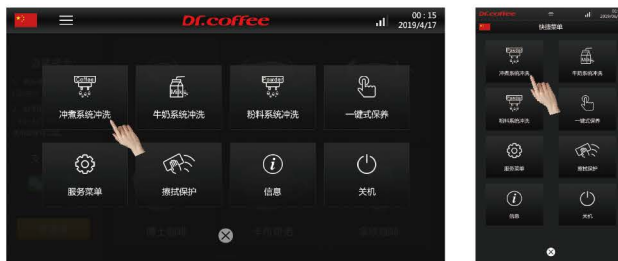 Dr.coffee
00 : 15
2019/4/17
Coffee
Milk
Powder
冲煮系统冲洗
牛奶系统冲洗
粉料系统冲洗
一键式保养
服务菜单
擦拭保护
信息
关机
Dr.coffee
快捷菜单
Powder
冲煮系统冲洗
牛奶系统冲洗
Powder
粉料系统冲洗
一键式保养
服务菜单
擦拭保护
信息
关机